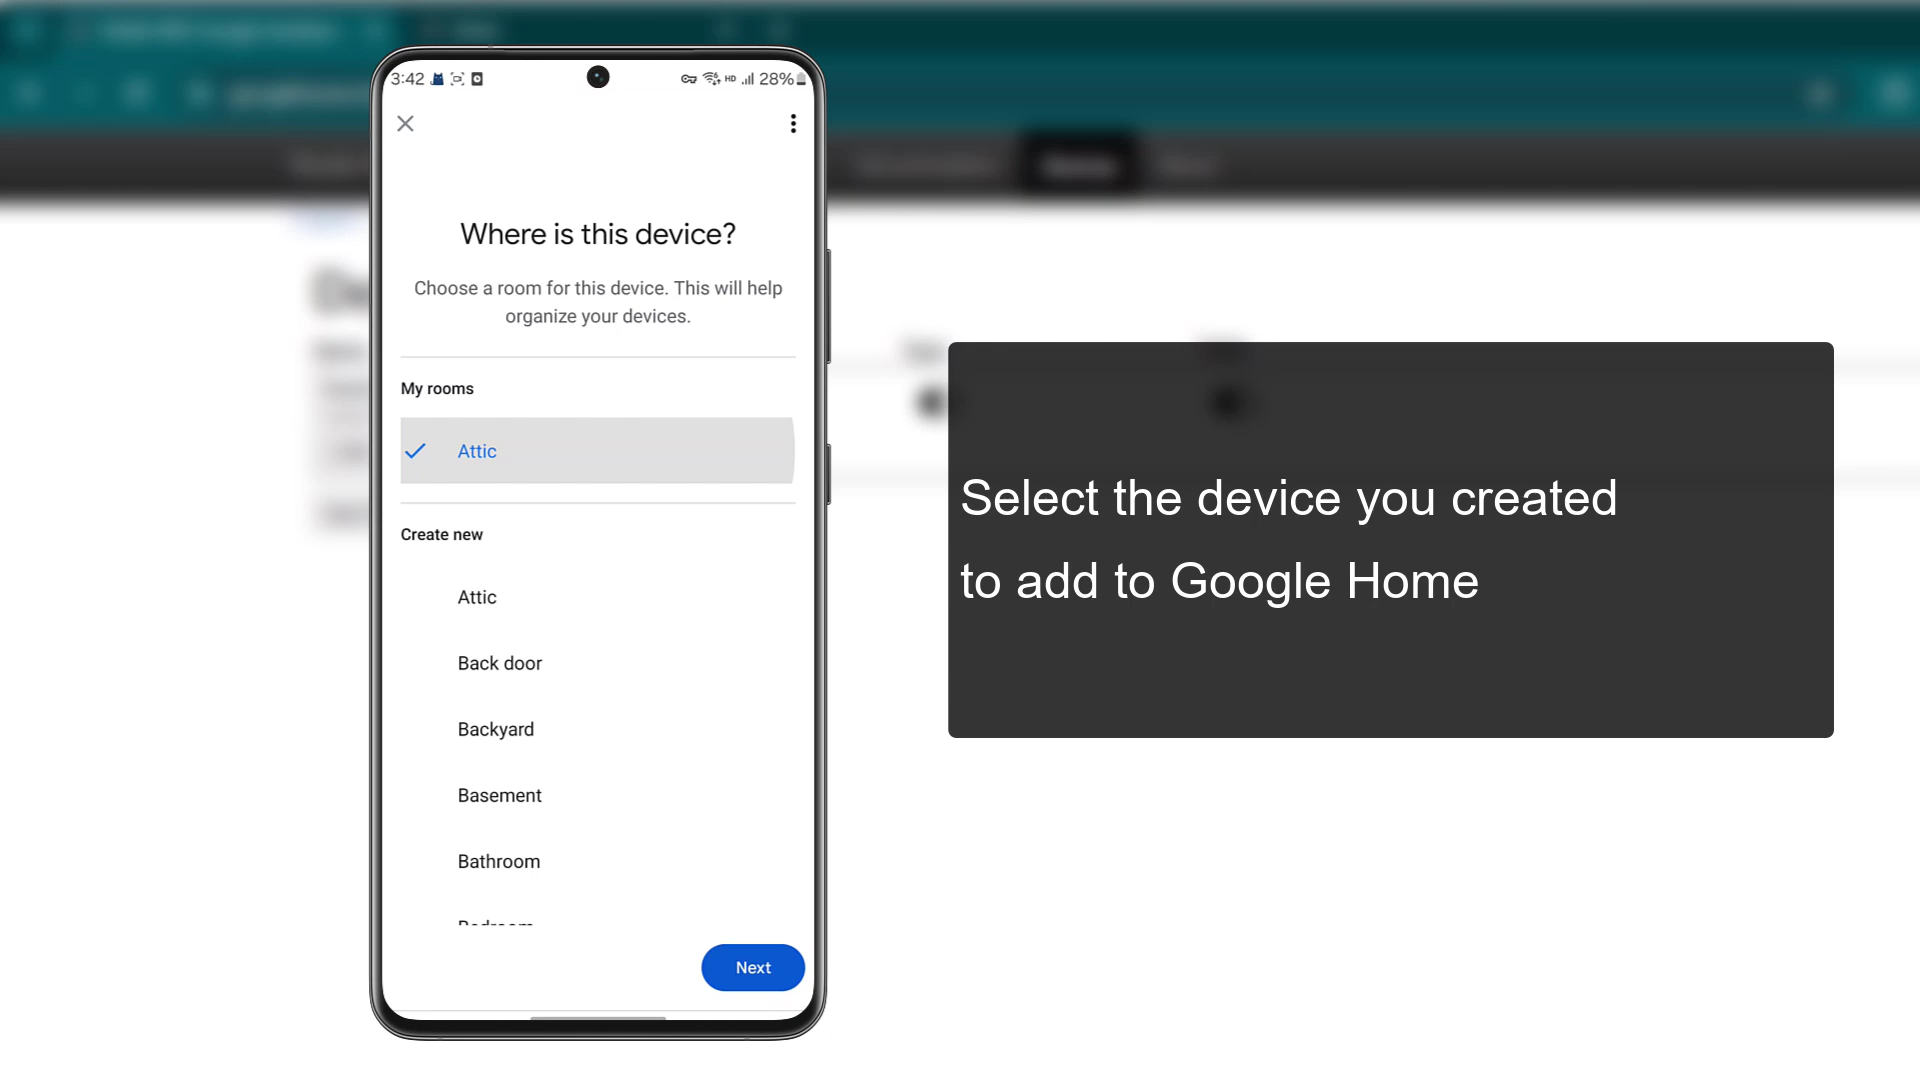 3:42
HD
28%
Where is this device?
Choose a room for this device. This will help
organize your devices.
My rooms
Attic
Create new
Attic
Back door
Backyard
Basement
Bathroom
Bedroom
Next
Select the device you created
to add to Google Home